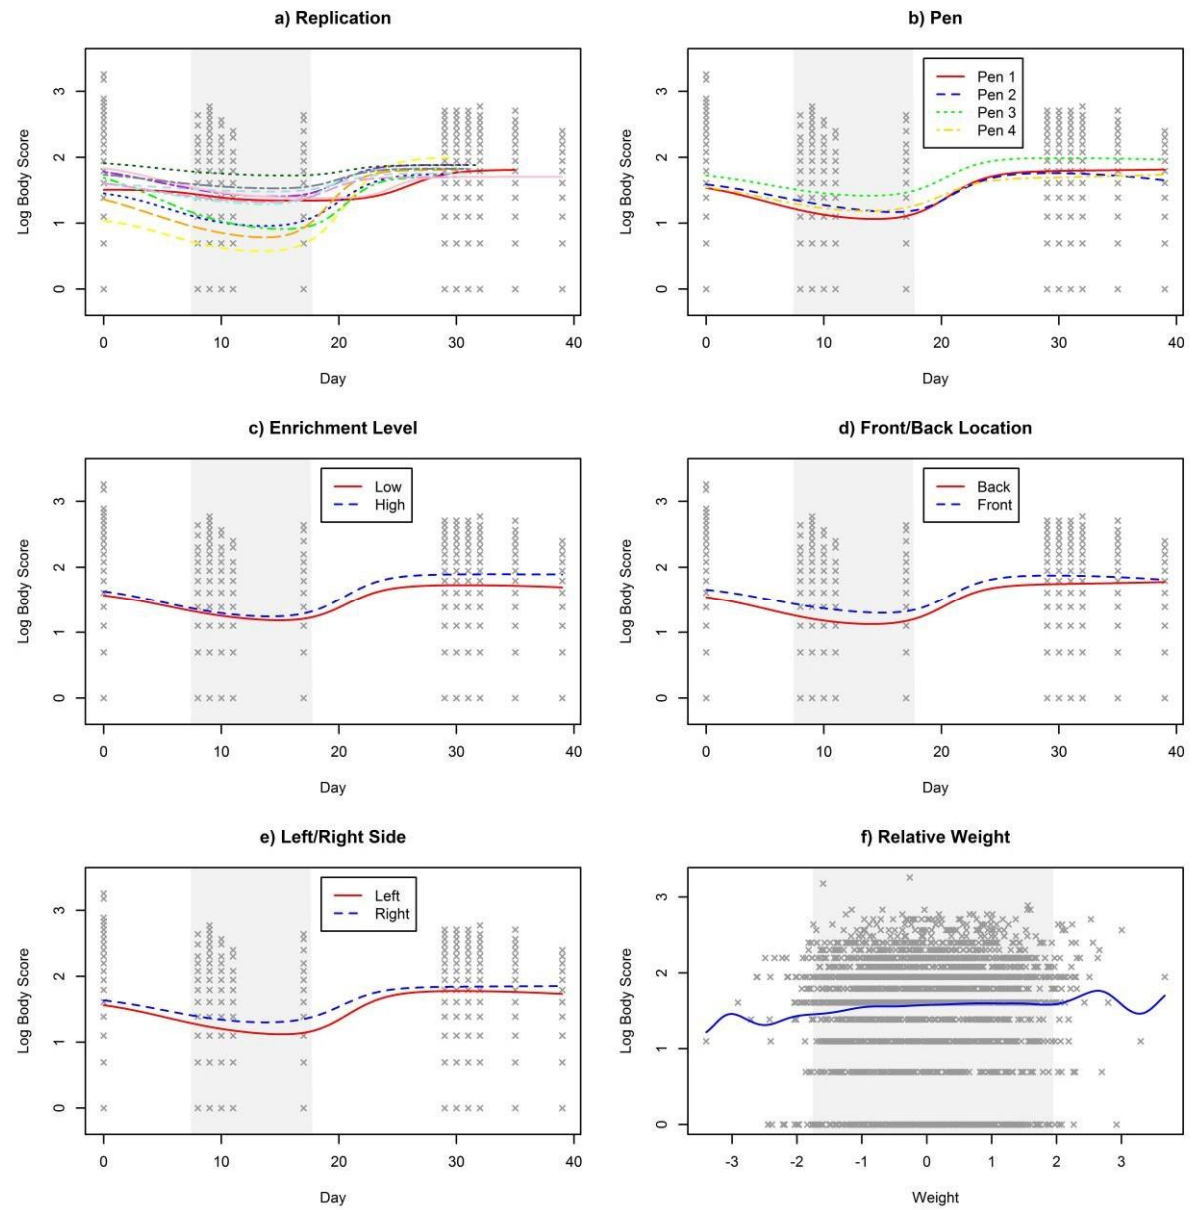 a) Replication
Log Body Score
3
2
1
0
0 10 20 30 40
Day
b) Pen
Log Body Score
3
2
1
0
Pen 1
Pen 2
Pen 3
Pen 4
0 10 20 30 40
Day
c) Enrichment Level
Log Body Score
3
2
1
0
Low
High
0 10 20 30 40
Day
d) Front/Back Location
Log Body Score
3
2
1
0
Back
Front
0 10 20 30 40
Day
e) Left/Right Side
Log Body Score
3
2
1
0
Left
Right
0 10 20 30 40
Day
f) Relative Weight
Log Body Score
3
2
1
0
-3 -2 -1 0 1 2 3
Weight